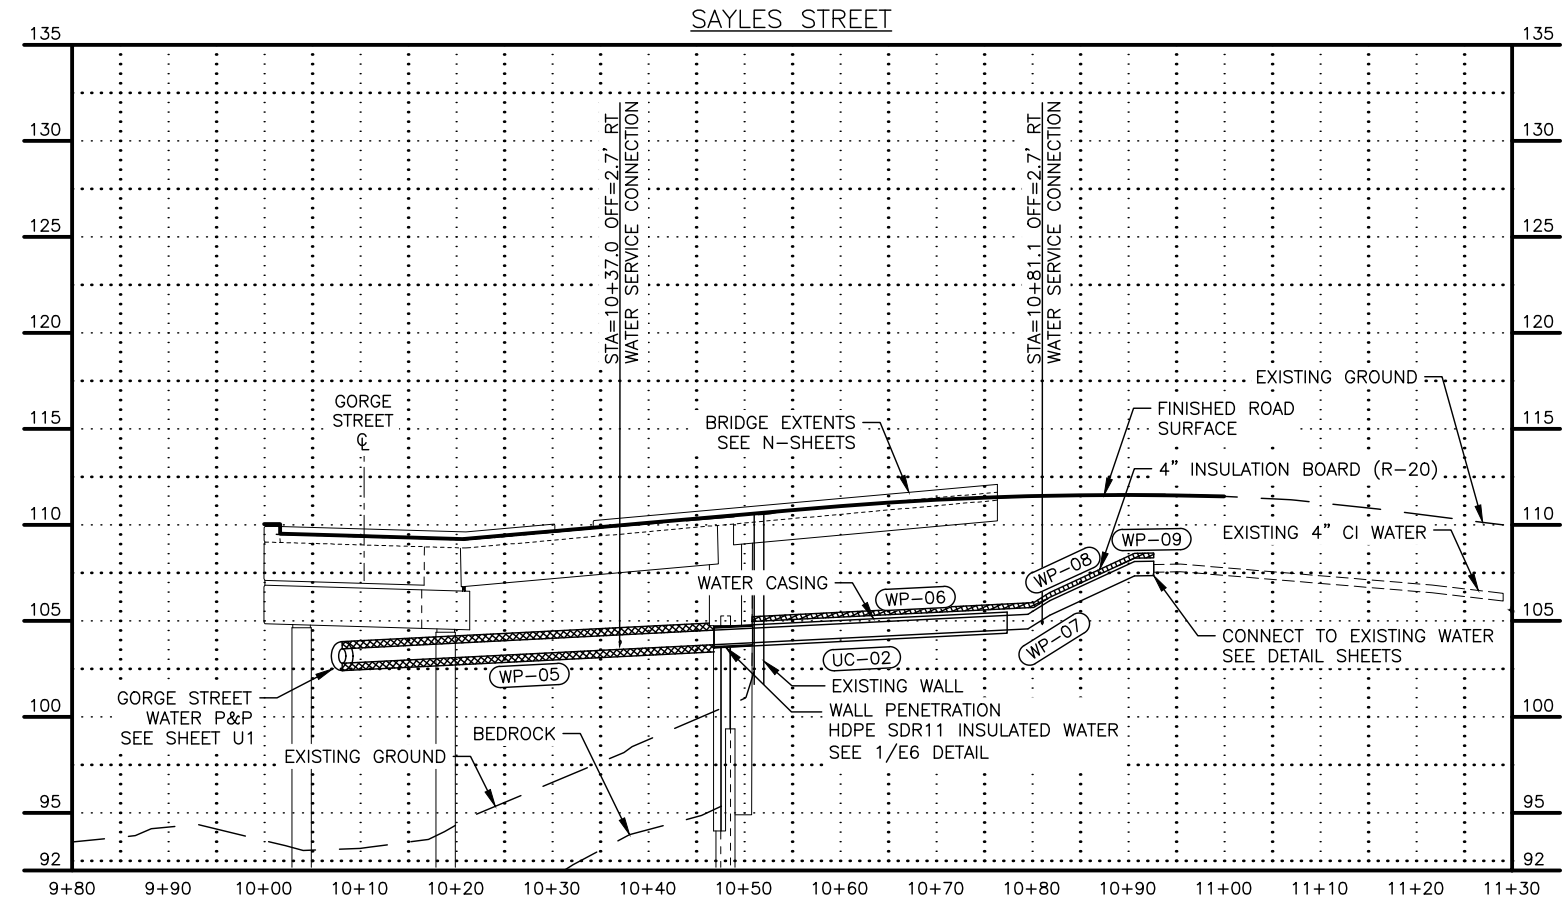 SAYLES STREET
135
135
130
130
125
125
120
120
115
115
110
110
105
105
100
100
95
95
92
92
STA=10+37.0 OFF=2.7' RT
WATER SERVICE CONNECTION
STA=10+81.1 OFF=2.7' RT
WATER SERVICE CONNECTION
GORGE
STREET
℄
BRIDGE EXTENTS
SEE N-SHEETS
EXISTING GROUND
FINISHED ROAD
SURFACE
4" INSULATION BOARD (R-20)
EXISTING 4" CI WATER
WP-09
WP-08
WATER CASING
WP-06
WP-07
CONNECT TO EXISTING WATER
SEE DETAIL SHEETS
UC-02
WP-05
EXISTING WALL
WALL PENETRATION
HDPE SDR11 INSULATED WATER
SEE 1/E6 DETAIL
GORGE STREET
WATER P&P
SEE SHEET U1
BEDROCK
EXISTING GROUND
9+80 9+90 10+00 10+10 10+20 10+30 10+40 10+50 10+60 10+70 10+80 10+90 11+00 11+10 11+20 11+30